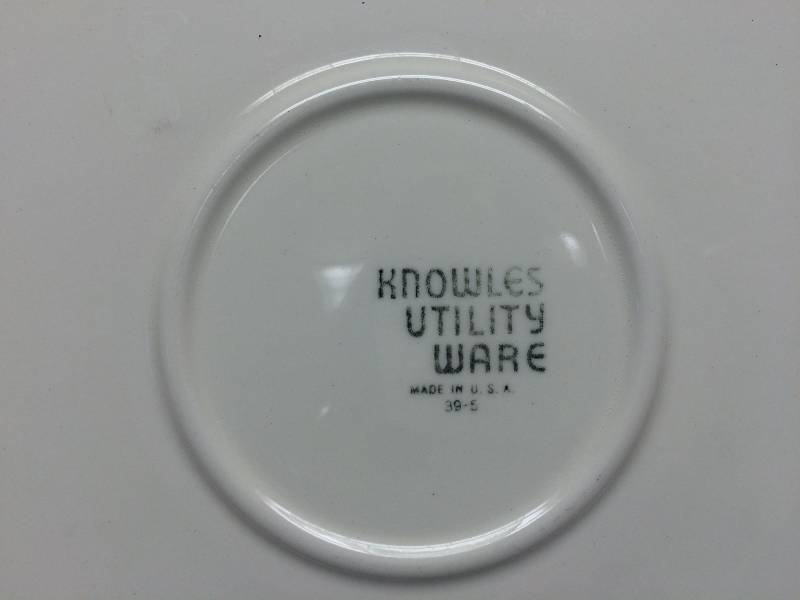 KNOWLES
UTILITY
WARE
MADE IN U.S.A.
39-5